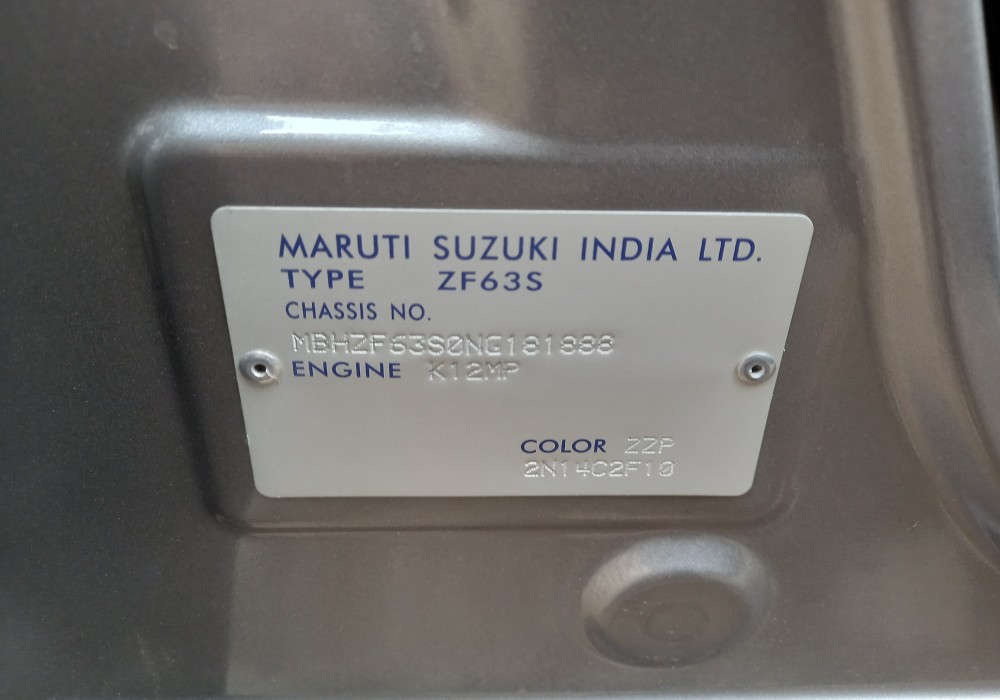 MARUTI SUZUKI INDIA LTD.
TYPE ZF63S
CHASSIS NO.
MBHZF63S0NG181888
ENGINE K12MP
COLOR ZZP
2N14C2F10